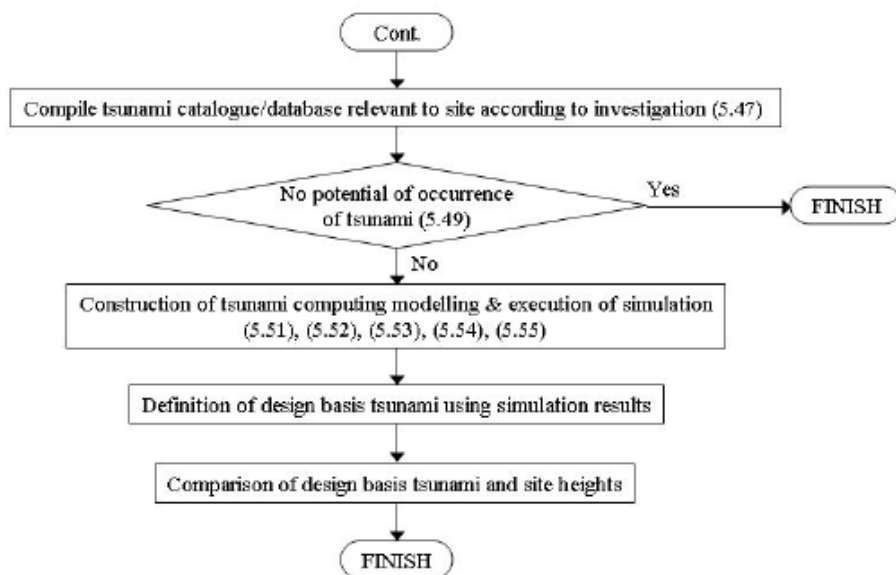 Cont.
Compile tsunami catalogue/database relevant to site according to investigation (5.47)
No potential of occurrence
of tsunami (5.49)
Yes
FINISH
No
Construction of tsunami computing modelling & execution of simulation
(5.51), (5.52), (5.53), (5.54), (5.55)
Definition of design basis tsunami using simulation results
Comparison of design basis tsunami and site heights
FINISH